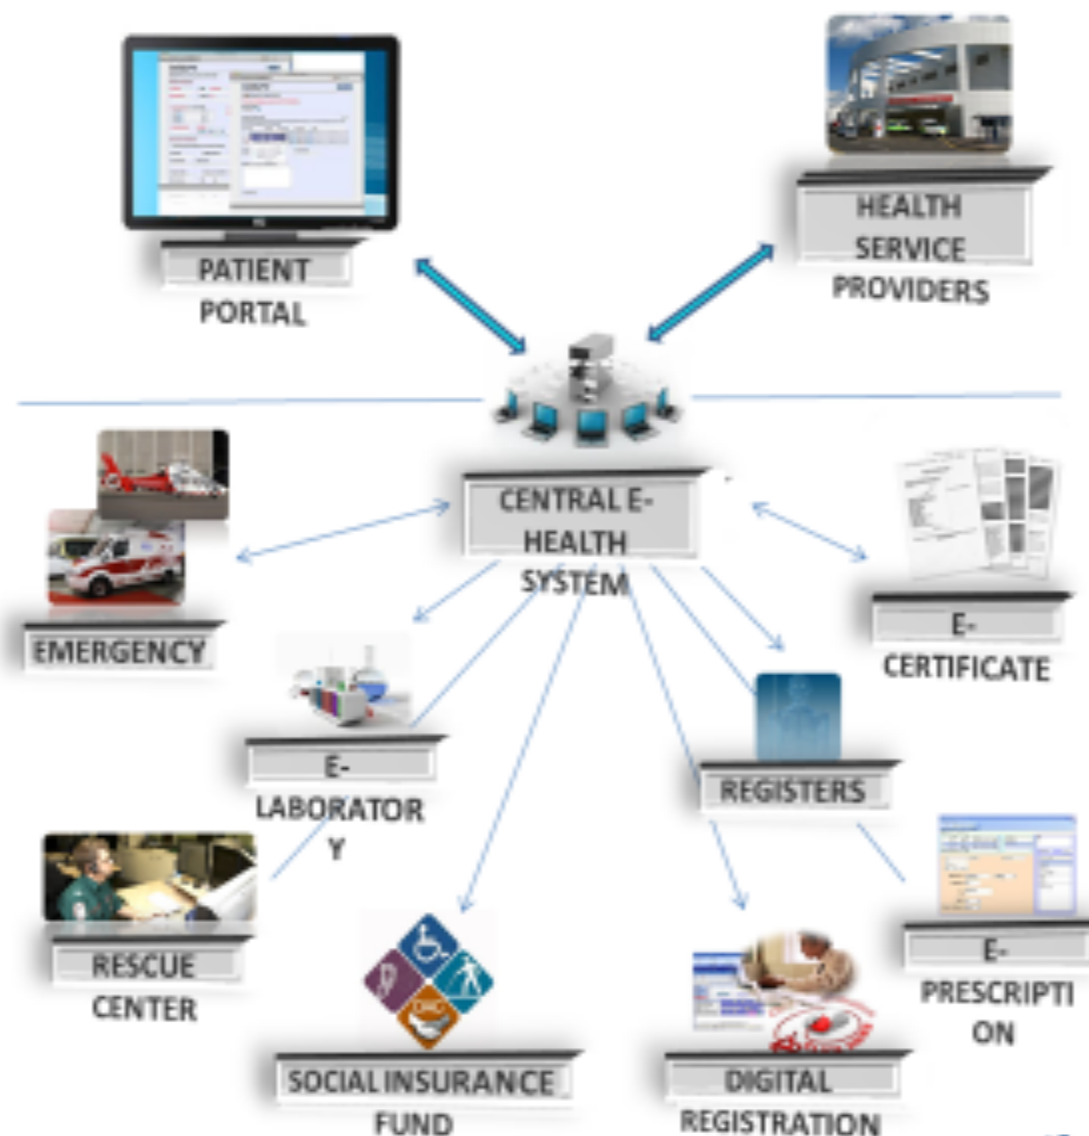 PATIENT
PORTAL
HEALTH
SERVICE
PROVIDERS
CENTRAL E-
HEALTH
SYSTEM
EMERGENCY
E-
CERTIFICATE
E-
LABORATOR
Y
REGISTERS
RESCUE
CENTER
E-
PRESCRIPTI
ON
SOCIAL INSURANCE
FUND
DIGITAL
REGISTRATION